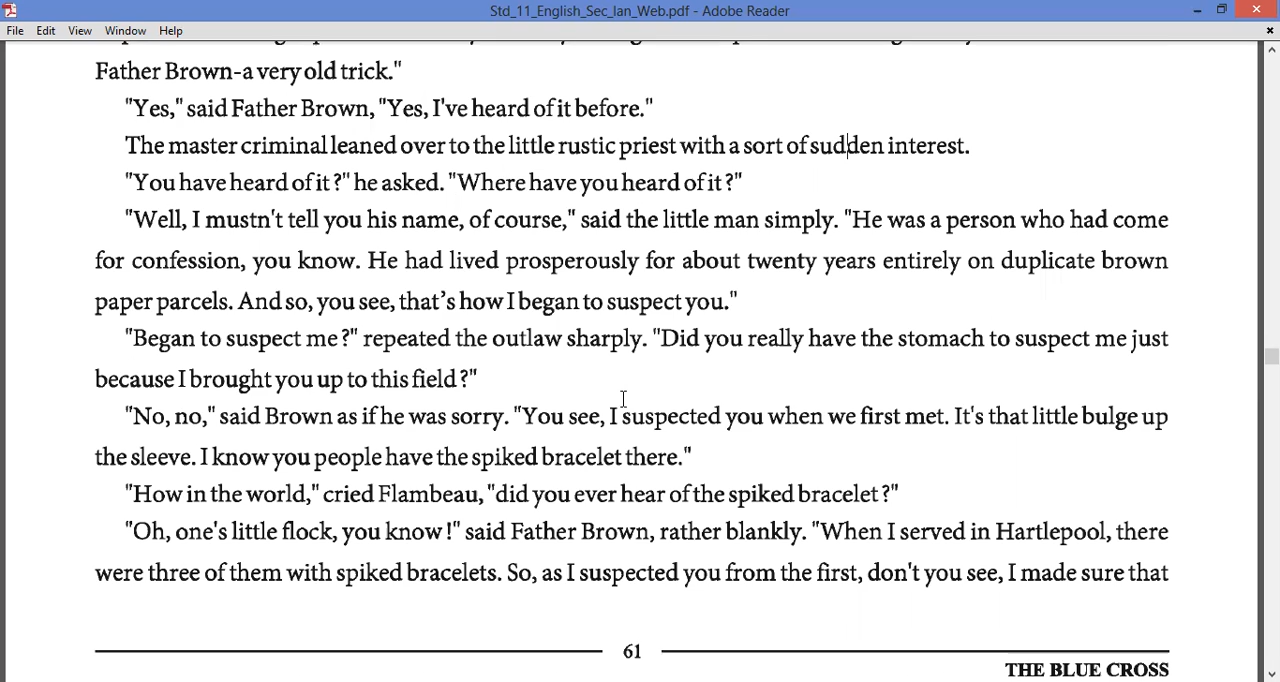 Std_11_English_Sec_lan_Web.pdf - Adobe Reader
File Edit View Window Help
Father Brown-a very old trick."
"Yes," said Father Brown, "Yes, I've heard of it before."
The master criminal leaned over to the little rustic priest with a sort of sudden interest.
"You have heard of it ?" he asked. "Where have you heard of it ?"
"Well, I mustn't tell you his name, of course," said the little man simply. "He was a person who had come
for confession, you know. He had lived prosperously for about twenty years entirely on duplicate brown
paper parcels. And so, you see, that's how I began to suspect you."
"Began to suspect me ?" repeated the outlaw sharply. "Did you really have the stomach to suspect me just
because I brought you up to this field ?"
"No, no," said Brown as if he was sorry. "You see, I suspected you when we first met. It's that little bulge up
the sleeve. I know you people have the spiked bracelet there."
"How in the world," cried Flambeau, "did you ever hear of the spiked bracelet ?"
"Oh, one's little flock, you know !" said Father Brown, rather blankly. "When I served in Hartlepool, there
were three of them with spiked bracelets. So, as I suspected you from the first, don't you see, I made sure that
61
THE BLUE CROSS